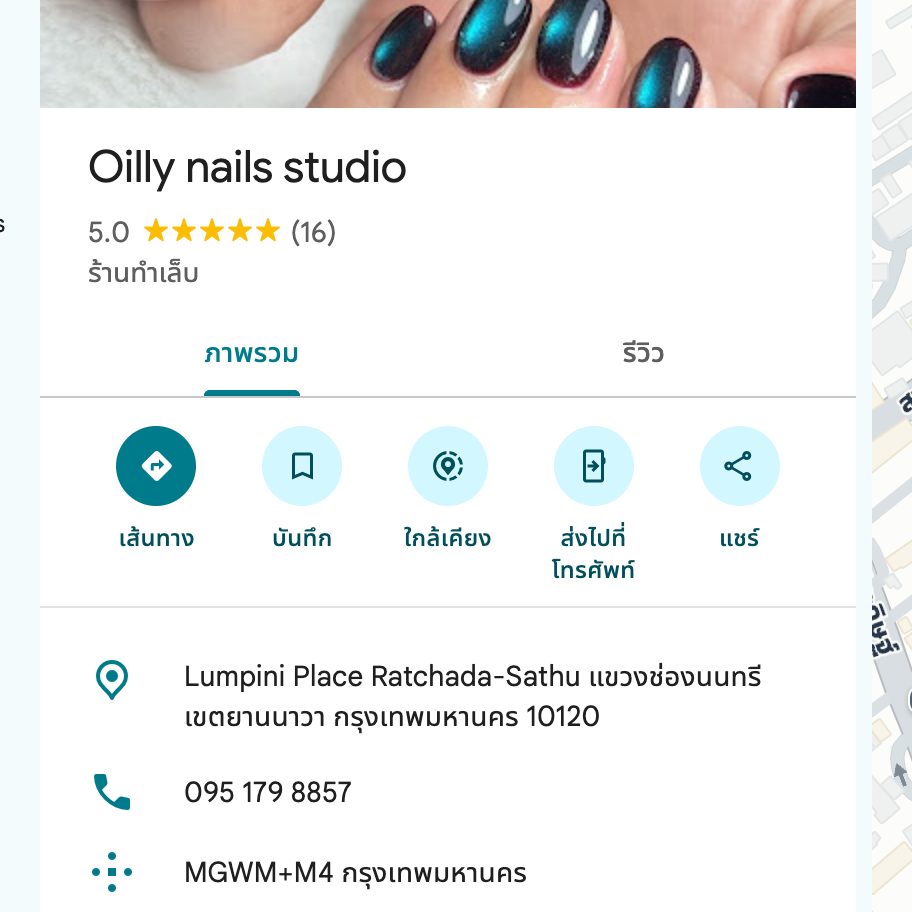 Oilly nails studio
5.0 ★★★★★ (16)
ร้านทำเล็บ
ภาพรวม
รีวิว
เส้นทาง
บันทึก
ใกล้เคียง
ส่งไปที่
โทรศัพท์
แชร์
Lumpini Place Ratchada-Sathu แขวงช่องนนทรี
เขตยานนาวา กรุงเทพมหานคร 10120
095 179 8857
MGWM+M4 กรุงเทพมหานคร